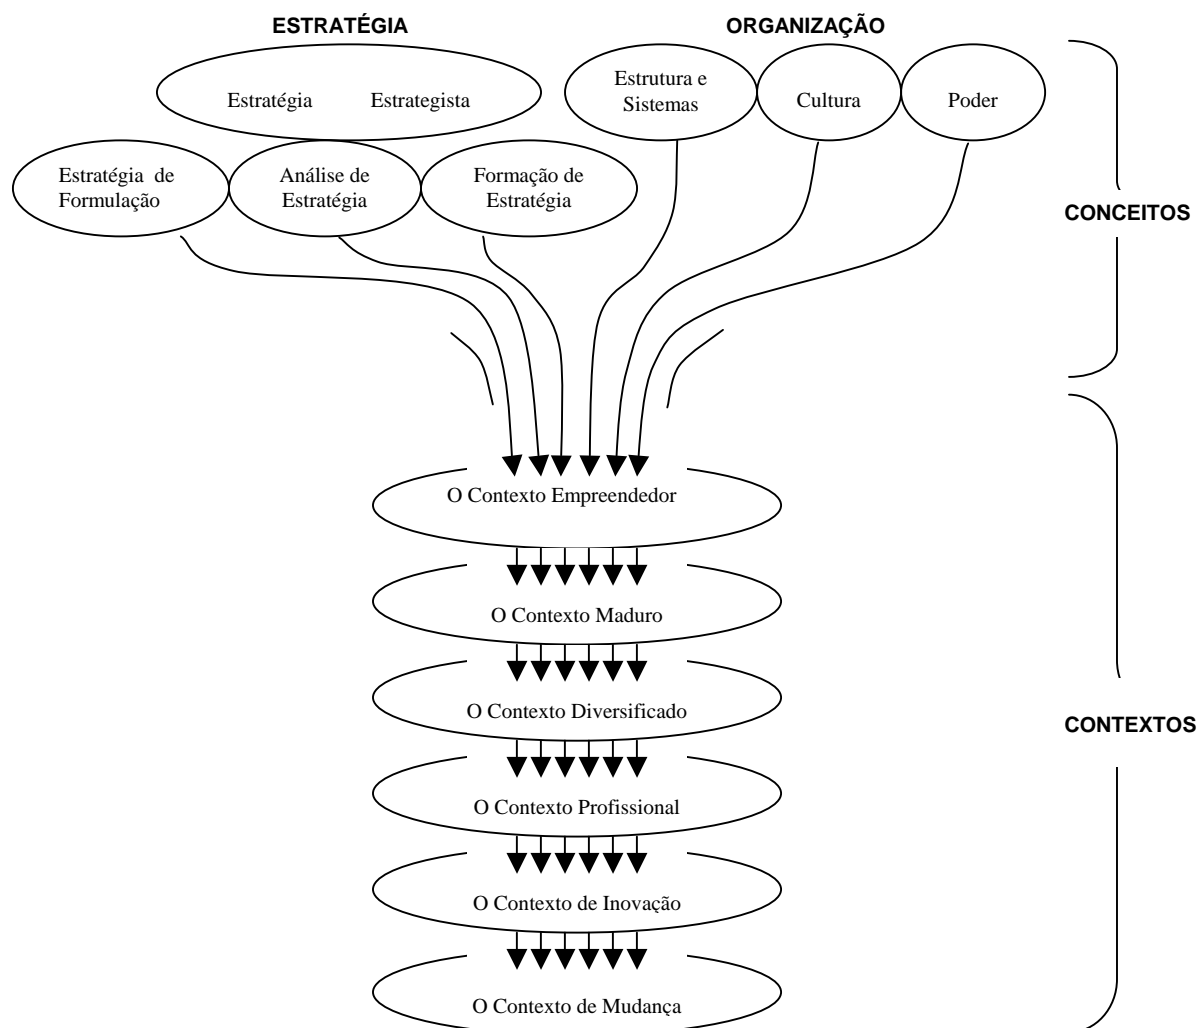 ESTRATÉGIA
ORGANIZAÇÃO
Estratégia Estrategista
Estrutura e
Sistemas
Cultura
Poder
Estratégia de
Formulação
Análise de
Estratégia
Formação de
Estratégia
CONCEITOS
O Contexto Empreendedor
O Contexto Maduro
O Contexto Diversificado
CONTEXTOS
O Contexto Profissional
O Contexto de Inovação
O Contexto de Mudança